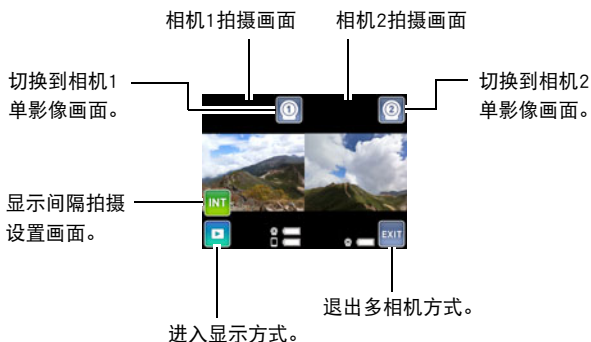 相机1拍摄画面
相机2拍摄画面
切换到相机1
单影像画面。
切换到相机2
单影像画面。
1
2
显示间隔拍摄
设置画面。
INT
EXIT
退出多相机方式。
进入显示方式。